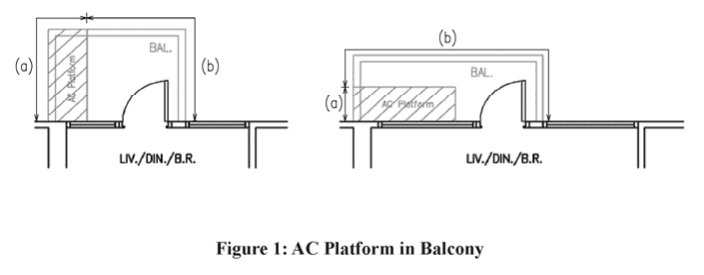 (a)
AC Platform
BAL.
(b)
LIV./DIN./B.R.
(b)
BAL.
(a)
AC Platform
LIV./DIN./B.R.
Figure 1: AC Platform in Balcony